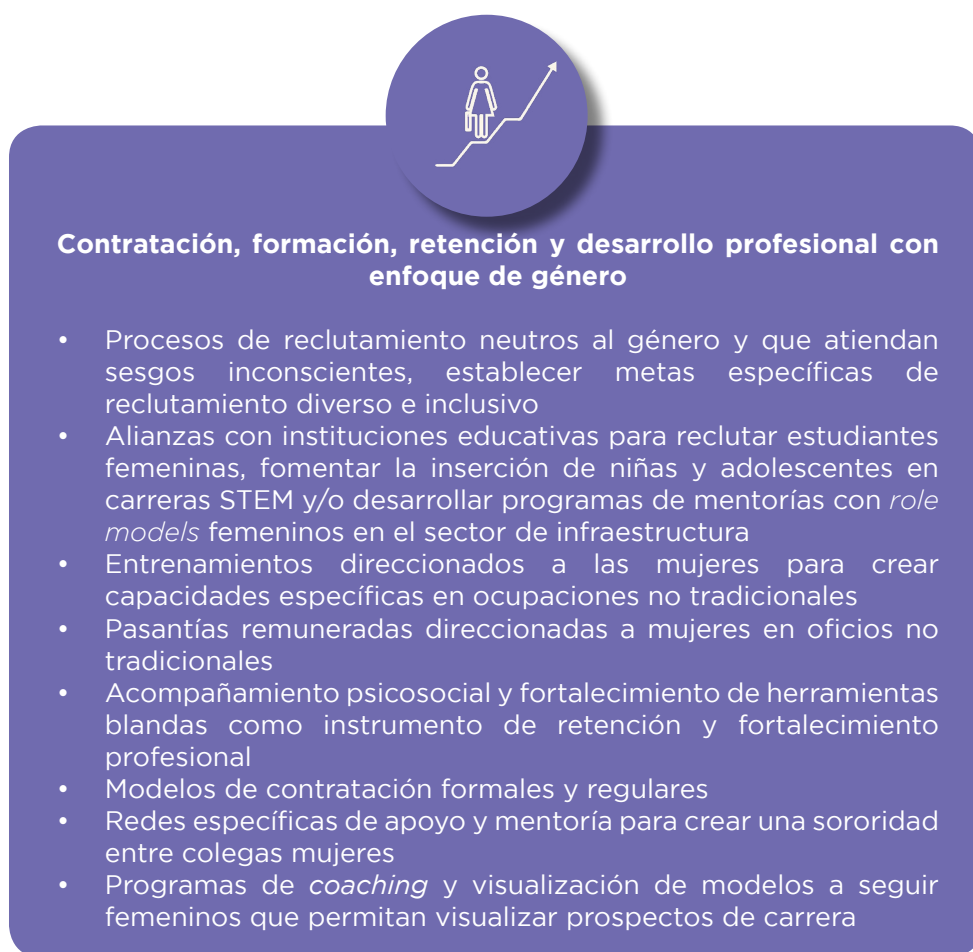 Contratación, formación, retención y desarrollo profesional con
enfoque de género
• Procesos de reclutamiento neutros al género y que atiendan
sesgos inconscientes, establecer metas específicas de
reclutamiento diverso e inclusivo
• Alianzas con instituciones educativas para reclutar estudiantes
femeninas, fomentar la inserción de niñas y adolescentes en
carreras STEM y/o desarrollar programas de mentorías con role
models femeninos en el sector de infraestructura
• Entrenamientos direccionados a las mujeres para crear
capacidades específicas en ocupaciones no tradicionales
• Pasantías remuneradas direccionadas a mujeres en oficios no
tradicionales
• Acompañamiento psicosocial y fortalecimiento de herramientas
blandas como instrumento de retención y fortalecimiento
profesional
• Modelos de contratación formales y regulares
• Redes específicas de apoyo y mentoría para crear una sororidad
entre colegas mujeres
• Programas de coaching y visualización de modelos a seguir
femeninos que permitan visualizar prospectos de carrera